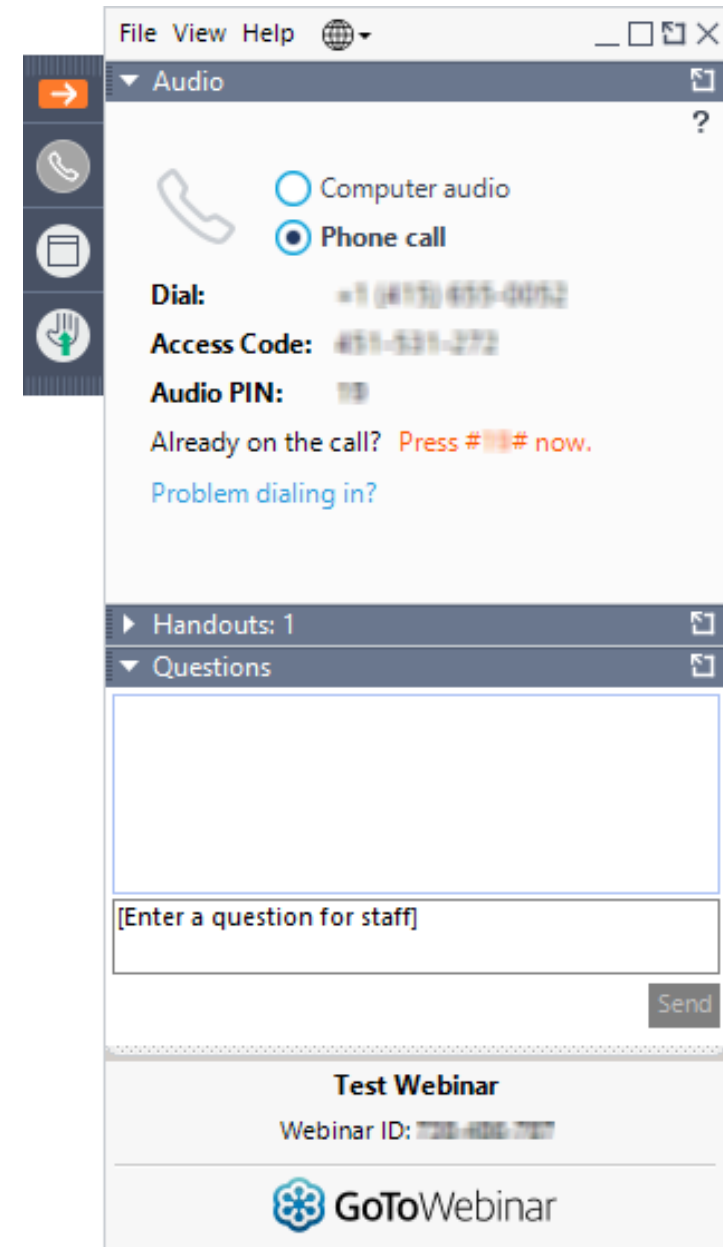 File View Help
Audio
?
Computer audio
Phone call
Dial:
Access Code:
Audio PIN:
Already on the call? Press # # now.
Problem dialing in?
Handouts: 1
Questions
[Enter a question for staff]
Send
Test Webinar
Webinar ID:
GoToWebinar